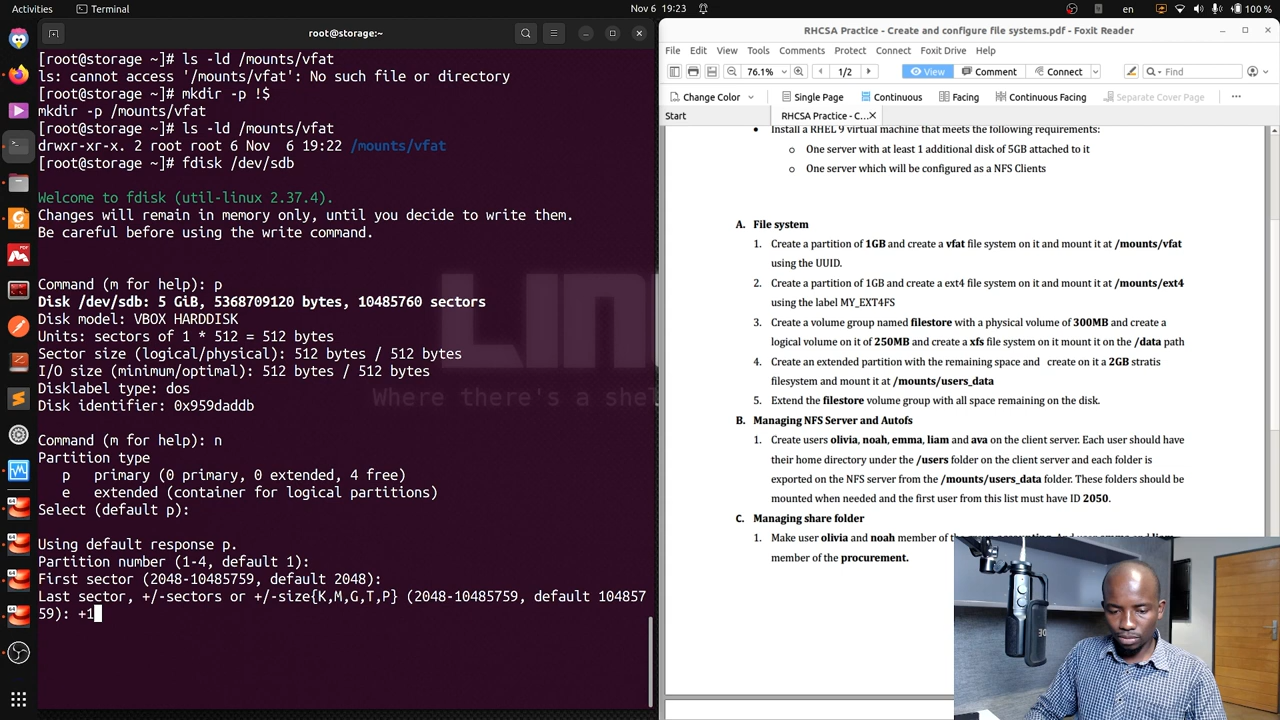 Activities
Terminal
Nov 6 19:23
root@storage:~
[root@storage ~]# ls -ld /mounts/vfat
ls: cannot access '/mounts/vfat': No such file or directory
[root@storage ~]# mkdir -p !$
mkdir -p /mounts/vfat
[root@storage ~]# ls -ld /mounts/vfat
drwxr-xr-x. 2 root root 6 Nov  6 19:22 /mounts/vfat
[root@storage ~]# fdisk /dev/sdb
Welcome to fdisk (util-linux 2.37.4).
Changes will remain in memory only, until you decide to write them.
Be careful before using the write command.
Command (m for help): p
Disk /dev/sdb: 5 GiB, 5368709120 bytes, 10485760 sectors
Disk model: VBOX HARDDISK
Units: sectors of 1 * 512 = 512 bytes
Sector size (logical/physical): 512 bytes / 512 bytes
I/O size (minimum/optimal): 512 bytes / 512 bytes
Disklabel type: dos
Disk identifier: 0x959daddb
Where there's a shel
Command (m for help): n
Partition type
p   primary (0 primary, 0 extended, 4 free)
e   extended (container for logical partitions)
Select (default p):
Using default response p.
Partition number (1-4, default 1):
First sector (2048-10485759, default 2048):
Last sector, +/-sectors or +/-size{K,M,G,T,P} (2048-10485759, default 104857
59): +1
RHCSA Practice - Create and configure file systems.pdf - Foxit Reader
File Edit View Tools Comments Protect Connect Foxit Drive Help
76.1% 1/2 View Comment Connect Find
Change Color Single Page Continuous Facing Continuous Facing Separate Cover Page
Start RHCSA Practice - C...
• Install a RHEL 9 virtual machine that meets the following requirements:
o One server with at least 1 additional disk of 5GB attached to it
o One server which will be configured as a NFS Clients
A. File system
1. Create a partition of 1GB and create a vfat file system on it and mount it at /mounts/vfat
using the UUID.
2. Create a partition of 1GB and create a ext4 file system on it and mount it at /mounts/ext4
using the label MY_EXT4FS
3. Create a volume group named filestore with a physical volume of 300MB and create a
logical volume on it of 250MB and create a xfs file system on it mount it on the /data path
4. Create an extended partition with the remaining space and create on it a 2GB stratis
filesystem and mount it at /mounts/users_data
5. Extend the filestore volume group with all space remaining on the disk.
B. Managing NFS Server and Autofs
1. Create users olivia, noah, emma, liam and ava on the client server. Each user should have
their home directory under the /users folder on the client server and each folder is
exported on the NFS server from the /mounts/users_data folder. These folders should be
mounted when needed and the first user from this list must have ID 2050.
C. Managing share folder
1. Make user olivia and noah member of
member of the procurement.